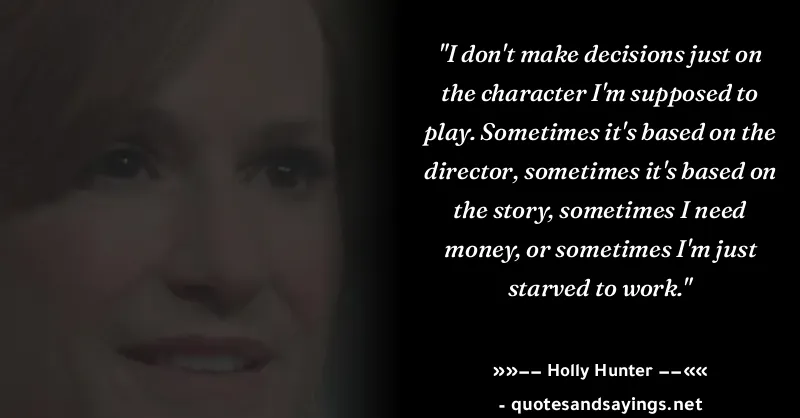 "I don't make decisions just on
the character I'm supposed to
play. Sometimes it's based on the
director, sometimes it's based on
the story, sometimes I need
money, or sometimes I'm just
starved to work."
»»–– Holly Hunter ––««
- quotesandsayings.net